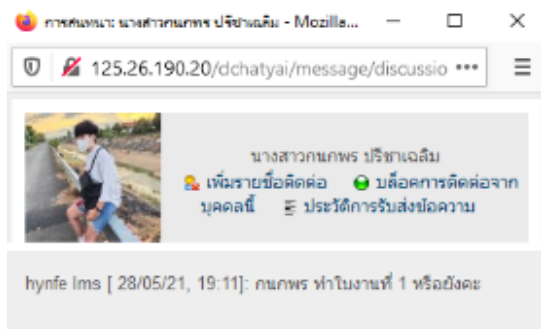 การสนทนา: นางสาวกนกพร ปรีชาเฉลิม - Mozilla...
125.26.190.20/dchatyai/message/discussio
นางสาวกนกพร ปรีชาเฉลิม
เพิ่มรายชื่อติดต่อ บล็อคการติดต่อจาก
บุคคลนี้ ประวัติการรับส่งข้อความ
hynfe lms [ 28/05/21, 19:11]: กนกพร ทำใบงานที่ 1 หรือยังคะ